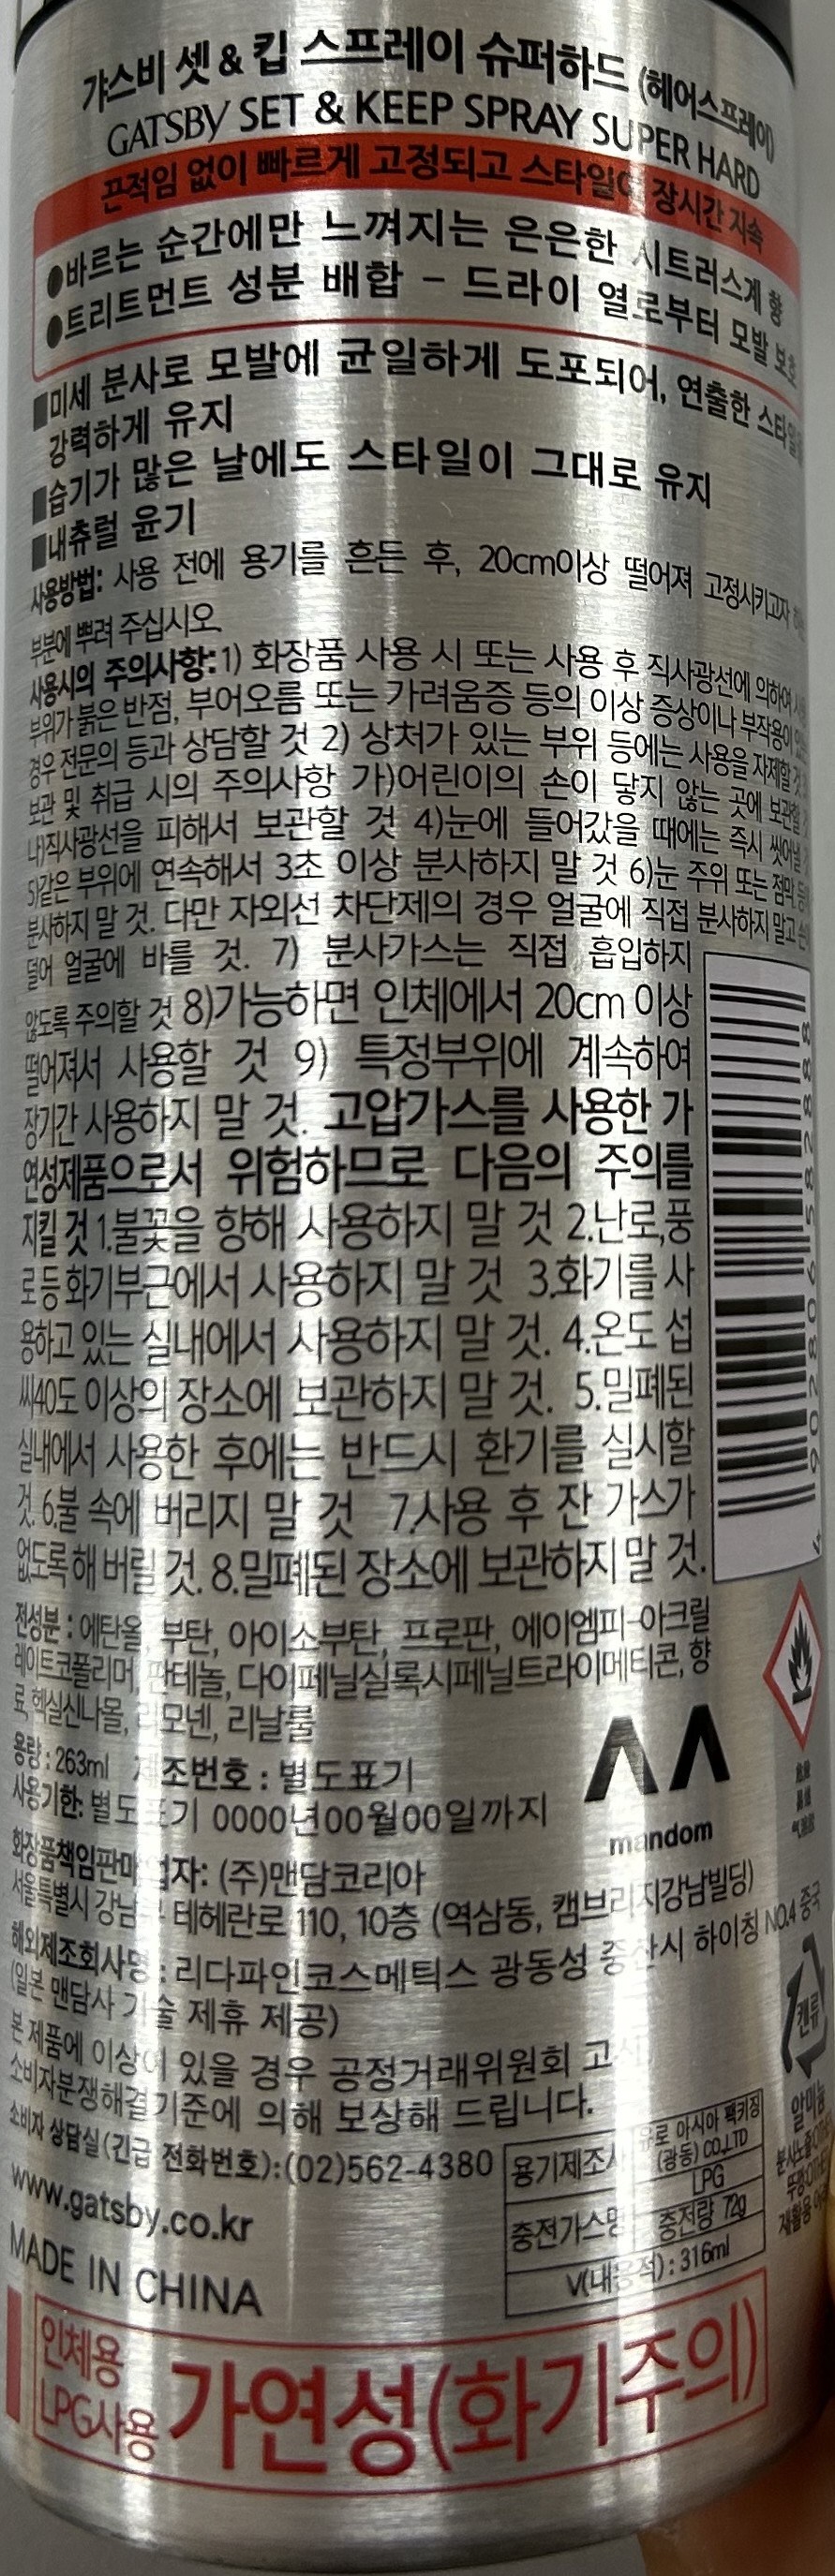 갸스비 셋 & 킵 스프레이 슈퍼하드 (헤어스프레이)
GATSBY SET & KEEP SPRAY SUPER HARD
끈적임 없이 빠르게 고정되고 스타일이 장시간 지속
●바르는 순간에만 느껴지는 은은한 시트러스계 향
●트리트먼트 성분 배합 - 드라이 열로부터 모발 보호
■미세 분사로 모발에 균일하게 도포되어, 연출한 스타일을
강력하게 유지
■습기가 많은 날에도 스타일이 그대로 유지
■내츄럴 윤기
사용방법: 사용 전에 용기를 흔든 후, 20cm이상 떨어져 고정시키고자
부분에 뿌려 주십시오.
사용시의 주의사항:1) 화장품 사용 시 또는 사용 후 직사광선에 의하여
부위가 붉은 반점, 부어오름 또는 가려움증 등의 이상 증상이나 부작용이
경우 전문의 등과 상담할 것 2) 상처가 있는 부위 등에는 사용을 자제할 것
보관 및 취급 시의 주의사항 가)어린이의 손이 닿지 않는 곳에 보관할
나)직사광선을 피해서 보관할 것 4)눈에 들어갔을 때에는 즉시 씻어낼
5)같은 부위에 연속해서 3초 이상 분사하지 말 것 6)눈 주위 또는 점막
분사하지 말 것. 다만 자외선 차단제의 경우 얼굴에 직접 분사하지 말고
덜어 얼굴에 바를 것. 7) 분사가스는 직접 흡입하지
않도록 주의할 것 8)가능하면 인체에서 20cm 이상
떨어져서 사용할 것 9) 특정부위에 계속하여
장기간 사용하지 말 것. 고압가스를 사용한 가
연성제품으로서 위험하므로 다음의 주의를
지킬 것 1.불꽃을 향해 사용하지 말 것 2.난로,풍
로등 화기부근에서 사용하지 말 것 3.화기를 사
용하고 있는 실내에서 사용하지 말 것. 4.온도 섭
씨40도 이상의 장소에 보관하지 말 것. 5.밀폐된
실내에서 사용한 후에는 반드시 환기를 실시할
것. 6.불 속에 버리지 말 것 7.사용 후 잔 가스가
없도록 해 버릴 것. 8.밀폐된 장소에 보관하지 말 것.
전성분 : 에탄올, 부탄, 아이소부탄, 프로판, 에이엠피-아크릴
레이트코폴리머, 판테놀, 다이페닐실록시페닐트라이메티콘, 향
료, 헥실신나몰, 리모넨, 리날룰
용량 : 263ml 제조번호 : 별도표기
사용기한: 별도표기 0000년00월00일까지
mandom
화장품책임판매업자: (주)맨담코리아
서울특별시 강남구 테헤란로 110, 10층 (역삼동, 캠브리지강남빌딩)
해외제조회사명 : 리다파인코스메틱스 광동성 중산시 하이칭 NO.4 중국
(일본 맨담사 기술 제휴 제공)
본 제품에 이상이 있을 경우 공정거래위원회 고시
소비자분쟁해결기준에 의해 보상해 드립니다.
소비자 상담실(긴급 전화번호):(02)562-4380
www.gatsby.co.kr
MADE IN CHINA
용기제조사 유로 아시아 팩키징
(광동) CO.,LTD
충전가스명 LPG
충전량 72g
V(내용적) : 316ml
캔류
알미늄
인체용
LPG사용
가연성(화기주의)